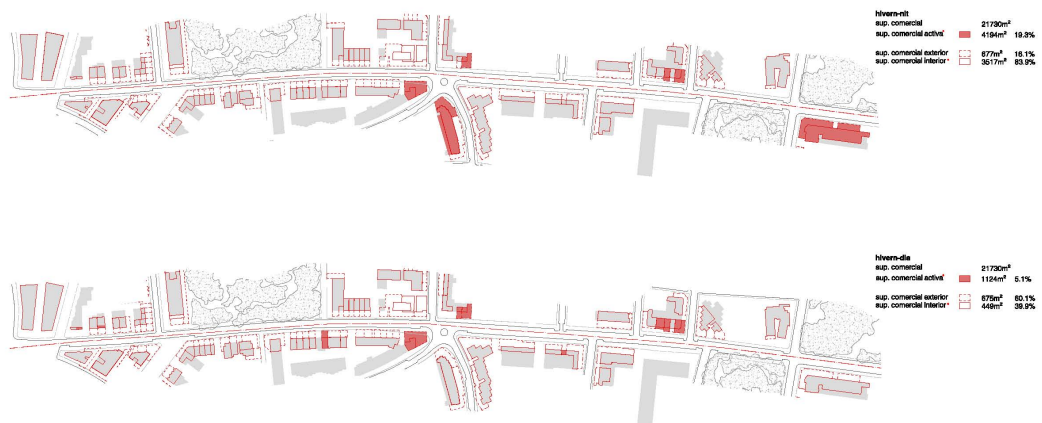 hivern-nit
sup. comercial 21730m²
sup. comercial activa* 4194m² 19.3%
sup. comercial exterior 677m² 16.1%
sup. comercial interior* 3517m² 83.9%
hivern-dia
sup. comercial 21730m²
sup. comercial activa* 1124m² 5.1%
sup. comercial exterior 675m² 60.1%
sup. comercial interior* 449m² 39.9%